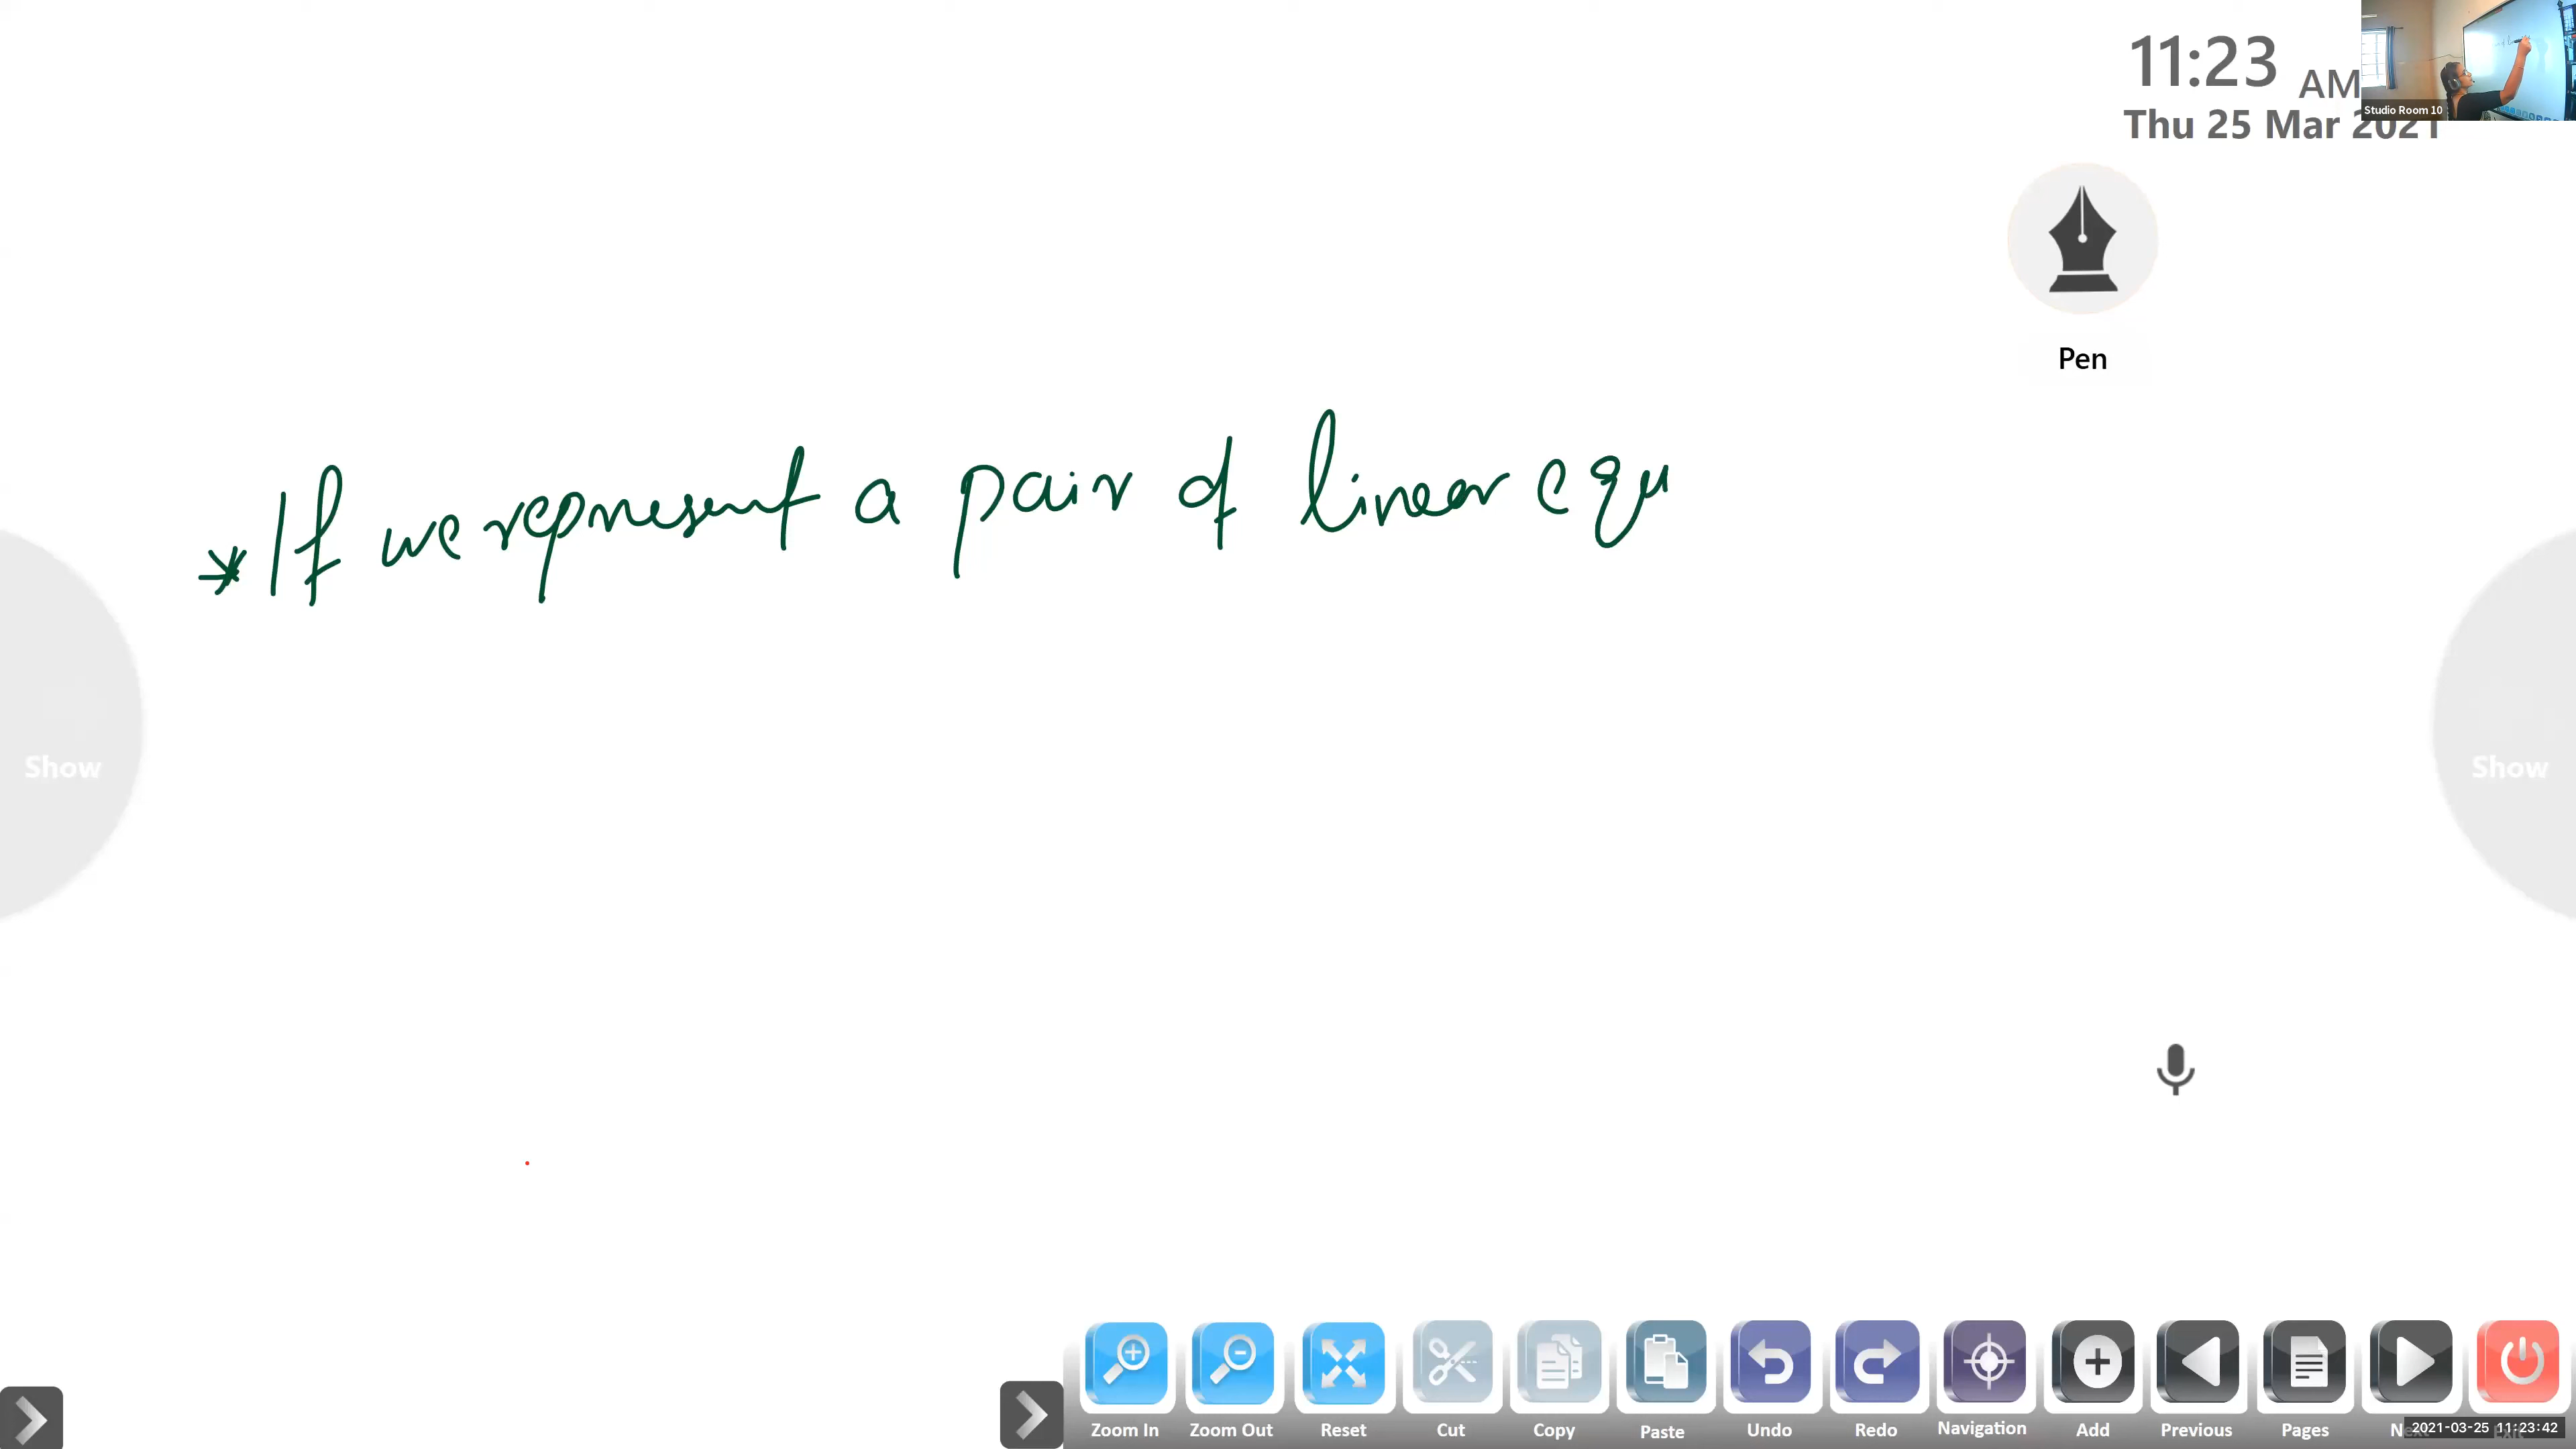 11:23 AM
Studio Room 10
Thu 25 Mar 2021
Pen
*If we represent a pair of linear equ
Show
Show
Zoom In Zoom Out Reset Cut Copy Paste Undo Redo Navigation Add Previous Pages
2021-03-25 11:23:42